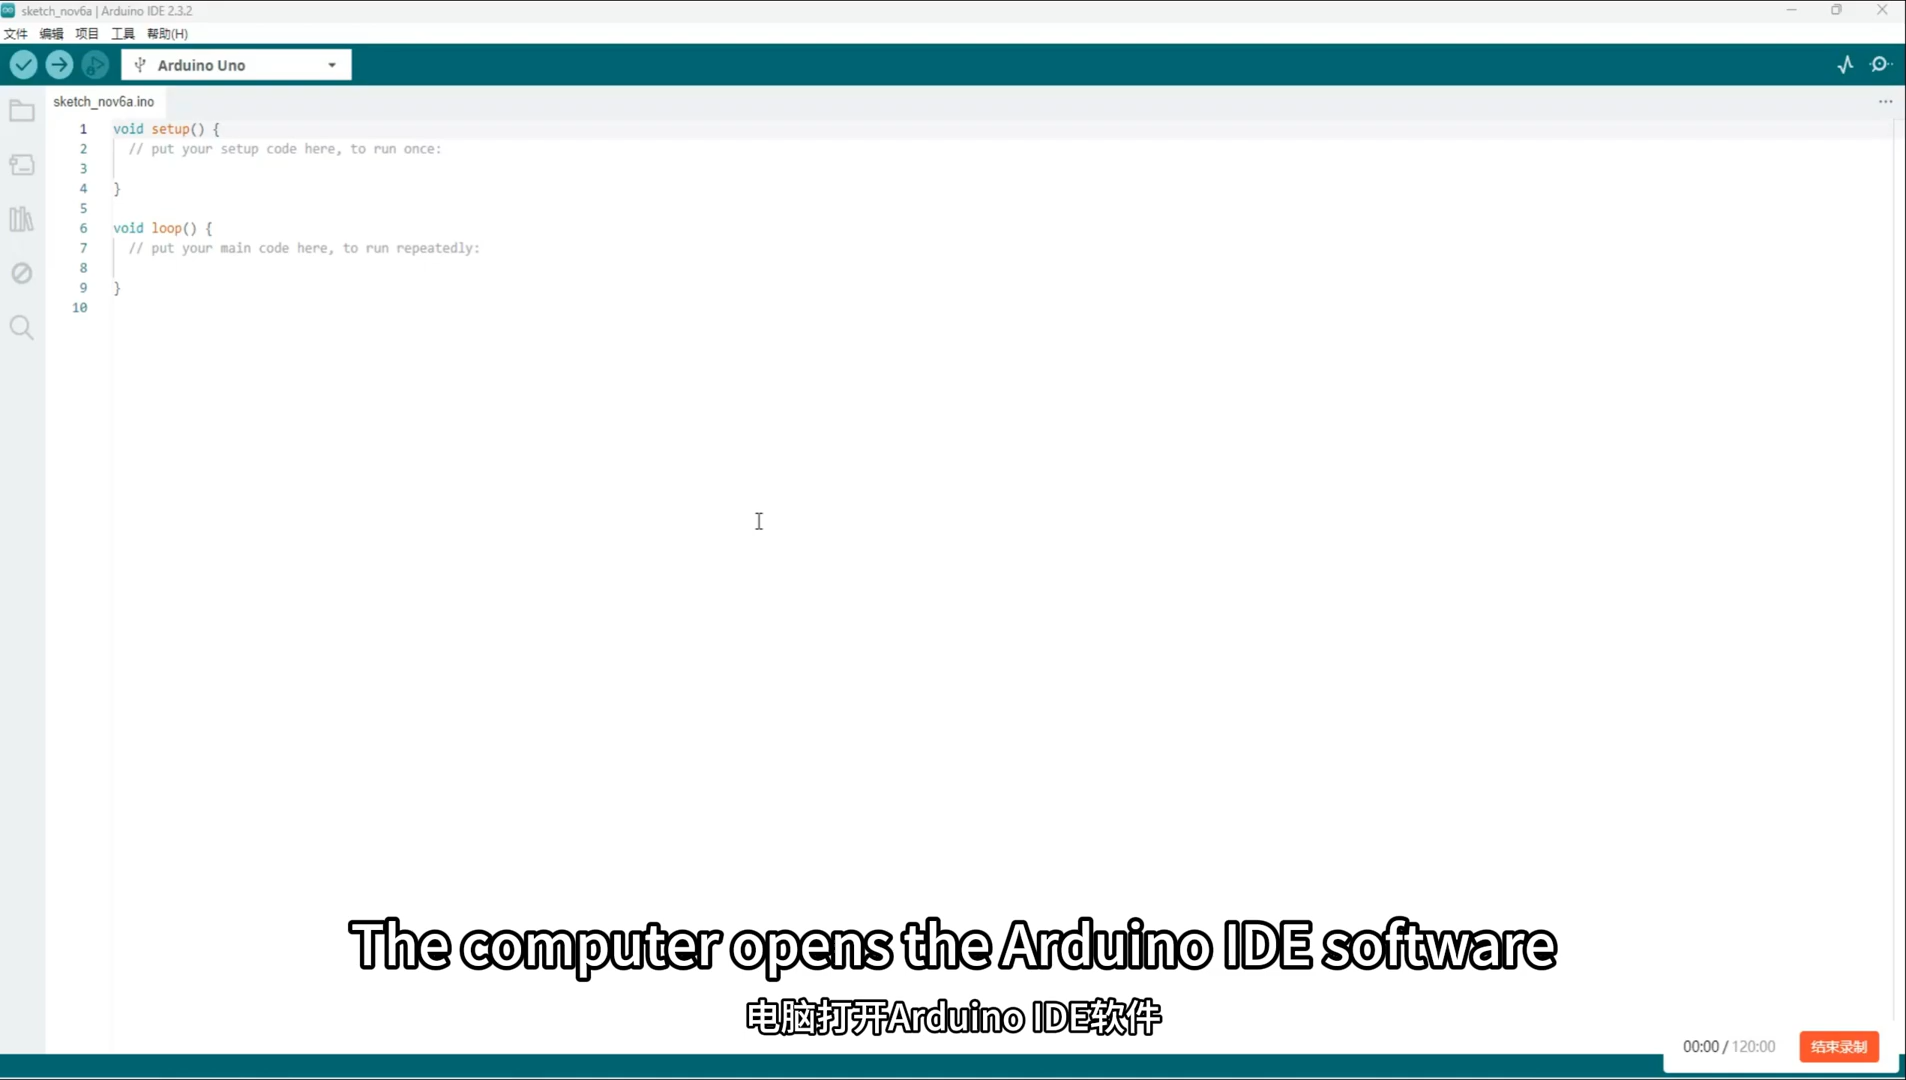 sketch_nov6a | Arduino IDE 2.3.2
文件 编辑 项目 工具 帮助(H)
Arduino Uno
sketch_nov6a.ino
1 void setup() {
2 // put your setup code here, to run once:
3
4 }
5
6 void loop() {
7 // put your main code here, to run repeatedly:
8
9 }
10
The computer opens the Arduino IDE software
电脑打开Arduino IDE软件
00:00 / 120:00 结束录制